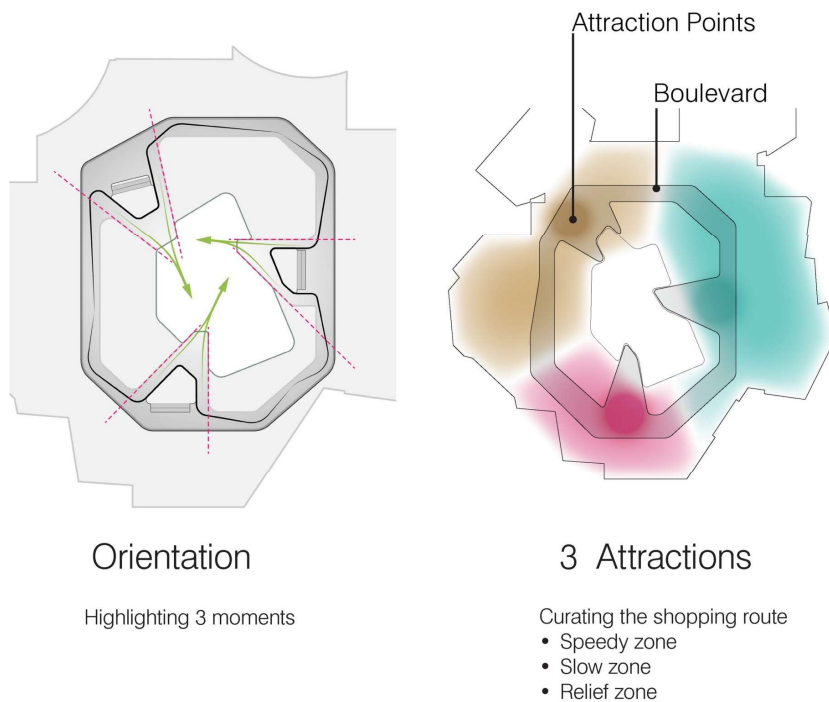 Attraction Points
Boulevard
Orientation
3 Attractions
Highlighting 3 moments
Curating the shopping route
• Speedy zone
• Slow zone
• Relief zone